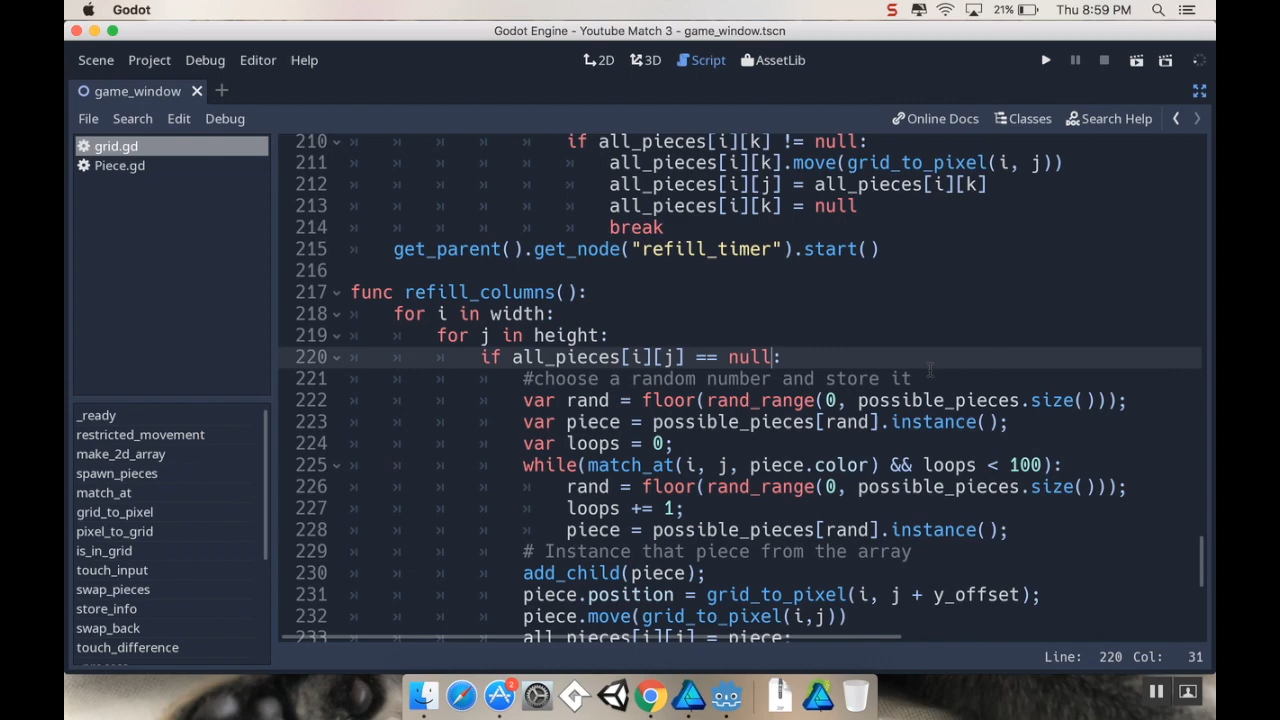 Godot
21%
Thu 8:59 PM
Godot Engine - Youtube Match 3 - game_window.tscn
Scene Project Debug Editor Help
2D 3D Script AssetLib
game_window
File Search Edit Debug
Online Docs Classes Search Help
grid.gd
Piece.gd
_ready
restricted_movement
make_2d_array
spawn_pieces
match_at
grid_to_pixel
pixel_to_grid
is_in_grid
touch_input
swap_pieces
store_info
swap_back
touch_difference
210 if all_pieces[i][k] != null:
211 all_pieces[i][k].move(grid_to_pixel(i, j))
212 all_pieces[i][j] = all_pieces[i][k]
213 all_pieces[i][k] = null
214 break
215 get_parent().get_node("refill_timer").start()
216
217 func refill_columns():
218 for i in width:
219 for j in height:
220 if all_pieces[i][j] == null:
221 #choose a random number and store it
222 var rand = floor(rand_range(0, possible_pieces.size()));
223 var piece = possible_pieces[rand].instance();
224 var loops = 0;
225 while(match_at(i, j, piece.color) && loops < 100):
226 rand = floor(rand_range(0, possible_pieces.size()));
227 loops += 1;
228 piece = possible_pieces[rand].instance();
229 # Instance that piece from the array
230 add_child(piece);
231 piece.position = grid_to_pixel(i, j + y_offset);
232 piece.move(grid_to_pixel(i,j))
233 all_pieces[i][j] = piece;
Line: 220 Col: 31
2